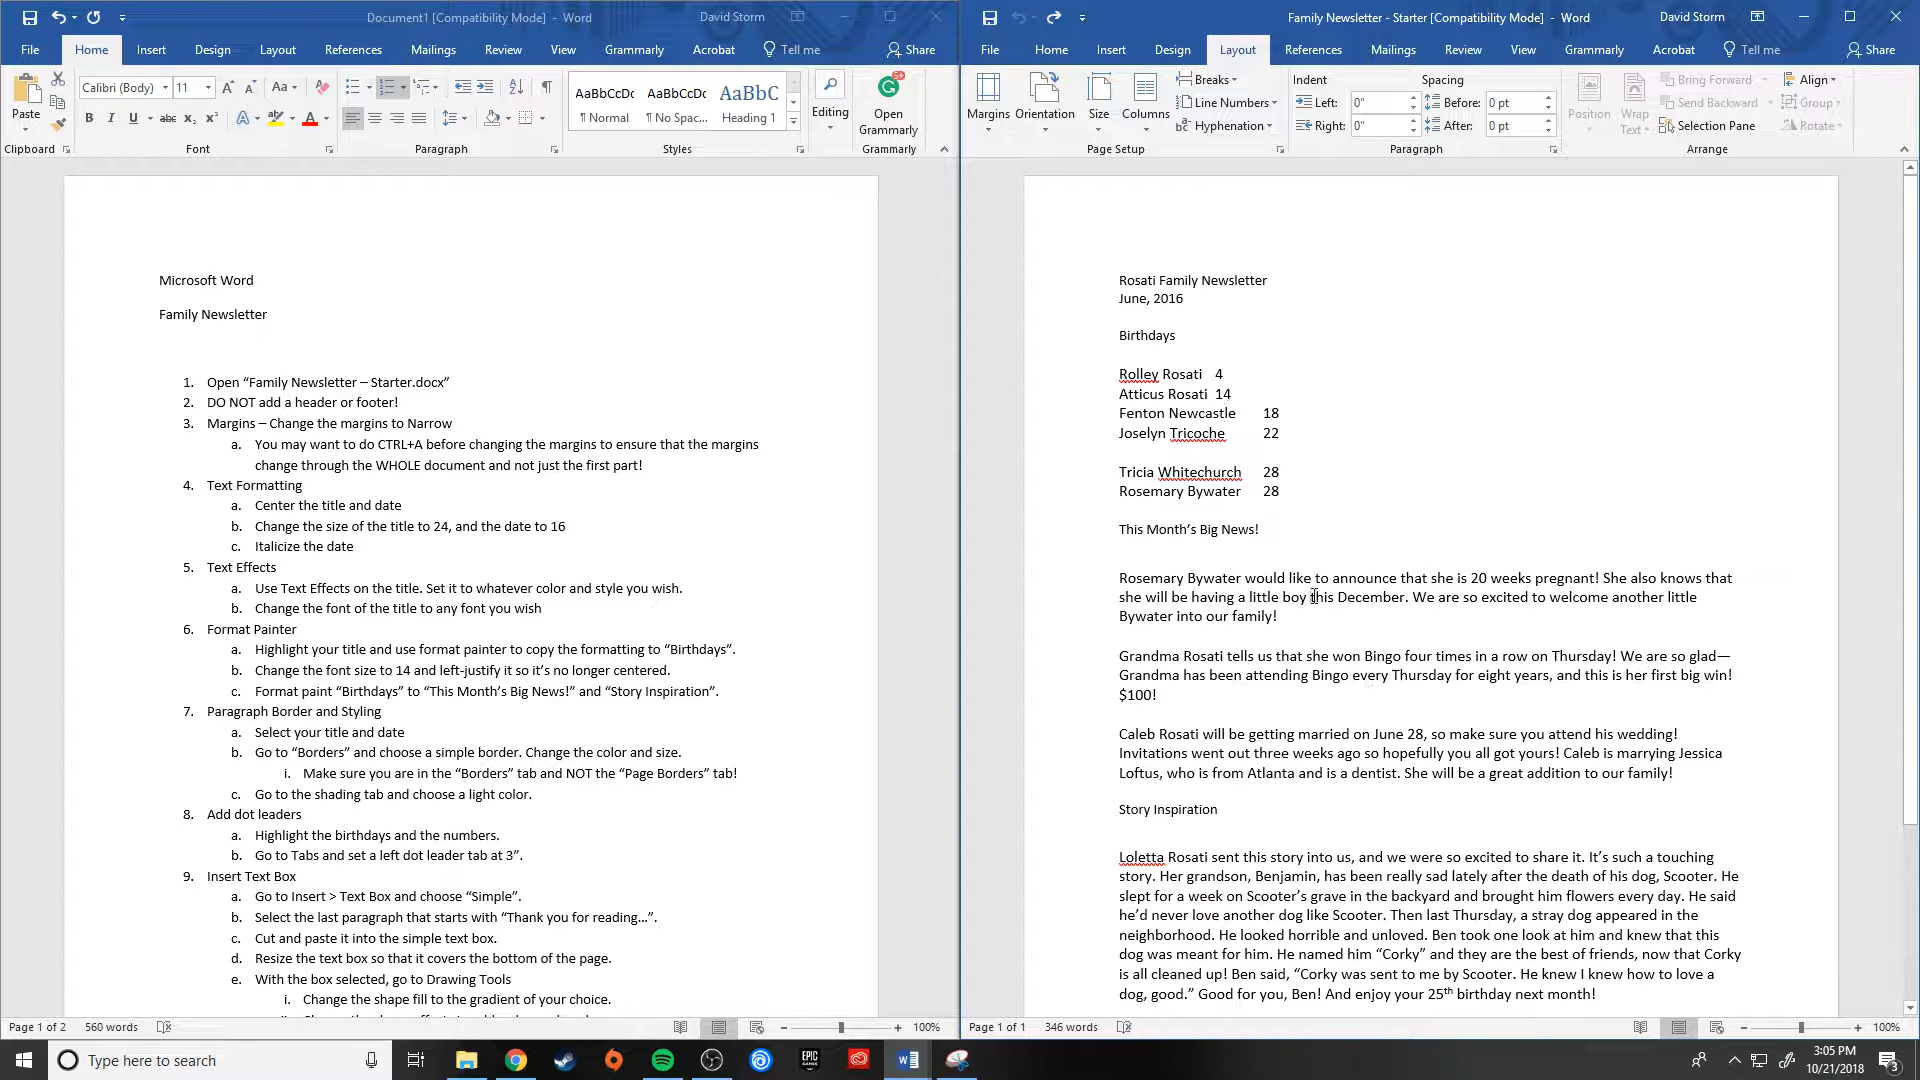 Document1 [Compatibility Mode] - Word
David Storm
File Home Insert Design Layout References Mailings Review View Grammarly Acrobat Tell me Share
Paste
Calibri (Body) 11 Aa
B I U abc x2 x2 A A
AaBbCcDc AaBbCcDc AaBbC
¶ Normal ¶ No Spac... Heading 1
Editing
Open
Grammarly
Clipboard Font Paragraph Styles Grammarly
Microsoft Word
Family Newsletter
1. Open “Family Newsletter – Starter.docx”
2. DO NOT add a header or footer!
3. Margins – Change the margins to Narrow
a. You may want to do CTRL+A before changing the margins to ensure that the margins
change through the WHOLE document and not just the first part!
4. Text Formatting
a. Center the title and date
b. Change the size of the title to 24, and the date to 16
c. Italicize the date
5. Text Effects
a. Use Text Effects on the title. Set it to whatever color and style you wish.
b. Change the font of the title to any font you wish
6. Format Painter
a. Highlight your title and use format painter to copy the formatting to “Birthdays”.
b. Change the font size to 14 and left-justify it so it’s no longer centered.
c. Format paint “Birthdays” to “This Month’s Big News!” and “Story Inspiration”.
7. Paragraph Border and Styling
a. Select your title and date
b. Go to “Borders” and choose a simple border. Change the color and size.
i. Make sure you are in the “Borders” tab and NOT the “Page Borders” tab!
c. Go to the shading tab and choose a light color.
8. Add dot leaders
a. Highlight the birthdays and the numbers.
b. Go to Tabs and set a left dot leader tab at 3”.
9. Insert Text Box
a. Go to Insert > Text Box and choose “Simple”.
b. Select the last paragraph that starts with “Thank you for reading…”.
c. Cut and paste it into the simple text box.
d. Resize the text box so that it covers the bottom of the page.
e. With the box selected, go to Drawing Tools
i. Change the shape fill to the gradient of your choice.
Page 1 of 2 560 words 100%
Family Newsletter - Starter [Compatibility Mode] - Word
David Storm
File Home Insert Design Layout References Mailings Review View Grammarly Acrobat Tell me Share
Margins Orientation Size Columns
Breaks
Line Numbers
Hyphenation
Indent
Left: 0"
Right: 0"
Spacing
Before: 0 pt
After: 0 pt
Position
Wrap
Text
Bring Forward
Send Backward
Selection Pane
Align
Group
Rotate
Page Setup Paragraph Arrange
Rosati Family Newsletter
June, 2016
Birthdays
Rolley Rosati 4
Atticus Rosati 14
Fenton Newcastle 18
Joselyn Tricoche 22
Tricia Whitechurch 28
Rosemary Bywater 28
This Month’s Big News!
Rosemary Bywater would like to announce that she is 20 weeks pregnant! She also knows that
she will be having a little boy this December. We are so excited to welcome another little
Bywater into our family!
Grandma Rosati tells us that she won Bingo four times in a row on Thursday! We are so glad—
Grandma has been attending Bingo every Thursday for eight years, and this is her first big win!
$100!
Caleb Rosati will be getting married on June 28, so make sure you attend his wedding!
Invitations went out three weeks ago so hopefully you all got yours! Caleb is marrying Jessica
Loftus, who is from Atlanta and is a dentist. She will be a great addition to our family!
Story Inspiration
Loletta Rosati sent this story into us, and we were so excited to share it. It’s such a touching
story. Her grandson, Benjamin, has been really sad lately after the death of his dog, Scooter. He
slept for a week on Scooter’s grave in the backyard and brought him flowers every day. He said
he’d never love another dog like Scooter. Then last Thursday, a stray dog appeared in the
neighborhood. He looked horrible and unloved. Ben took one look at him and knew that this
dog was meant for him. He named him “Corky” and they are the best of friends, now that Corky
is all cleaned up! Ben said, “Corky was sent to me by Scooter. He knew I knew how to love a
dog, good.” Good for you, Ben! And enjoy your 25th birthday next month!
Page 1 of 1 346 words 100%
Type here to search
EPIC
GAMES
3:05 PM
10/21/2018
3